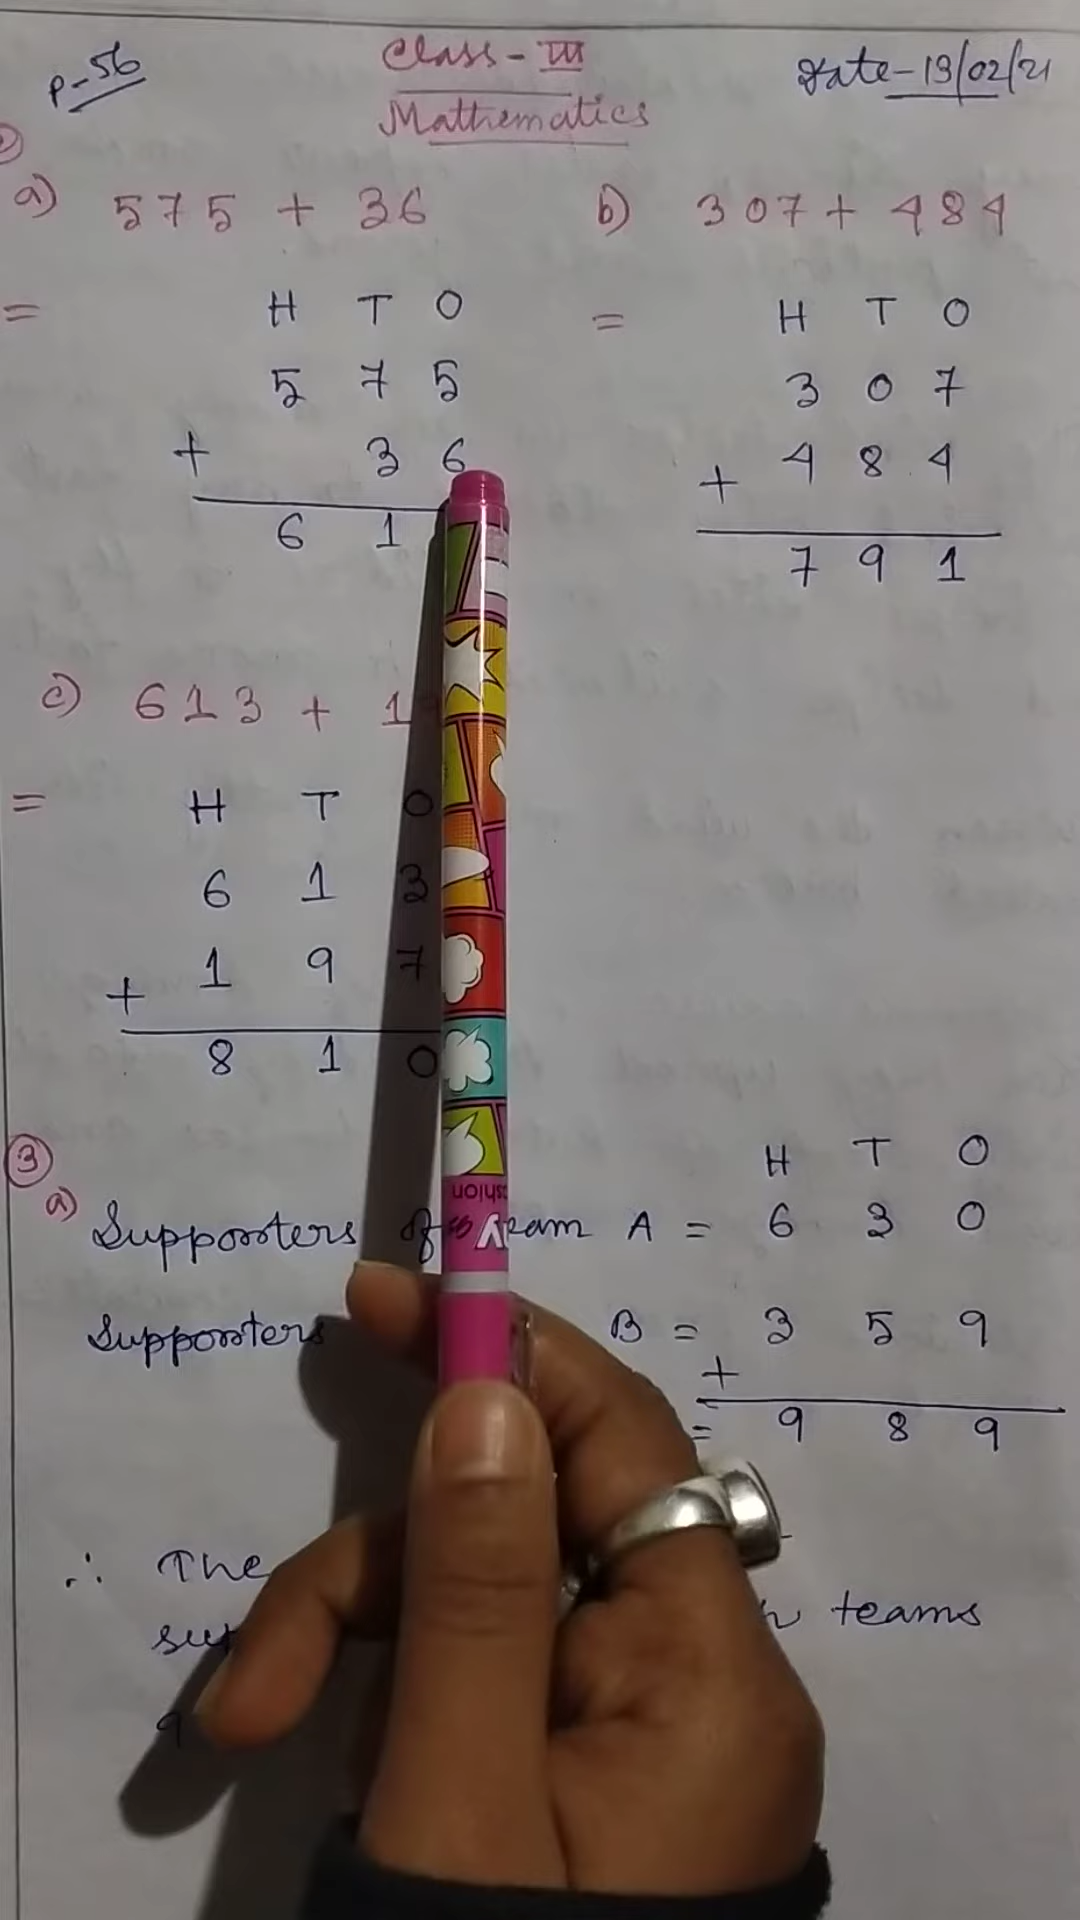 P-56
Class-III
Date-19/02/21
Mathematics
a) 575 + 36
b) 307 + 484
= H T O
5 7 5
+ 3 6
6 1
= H T O
3 0 7
+ 4 8 4
7 9 1
c) 613 + 1
= H T O
6 1 3
+ 1 9 7
8 1 0
3
H T O
a) Supporters of team A = 6 3 0
Supporters B = 3 5 9
+
= 9 8 9
∴ The
teams
9